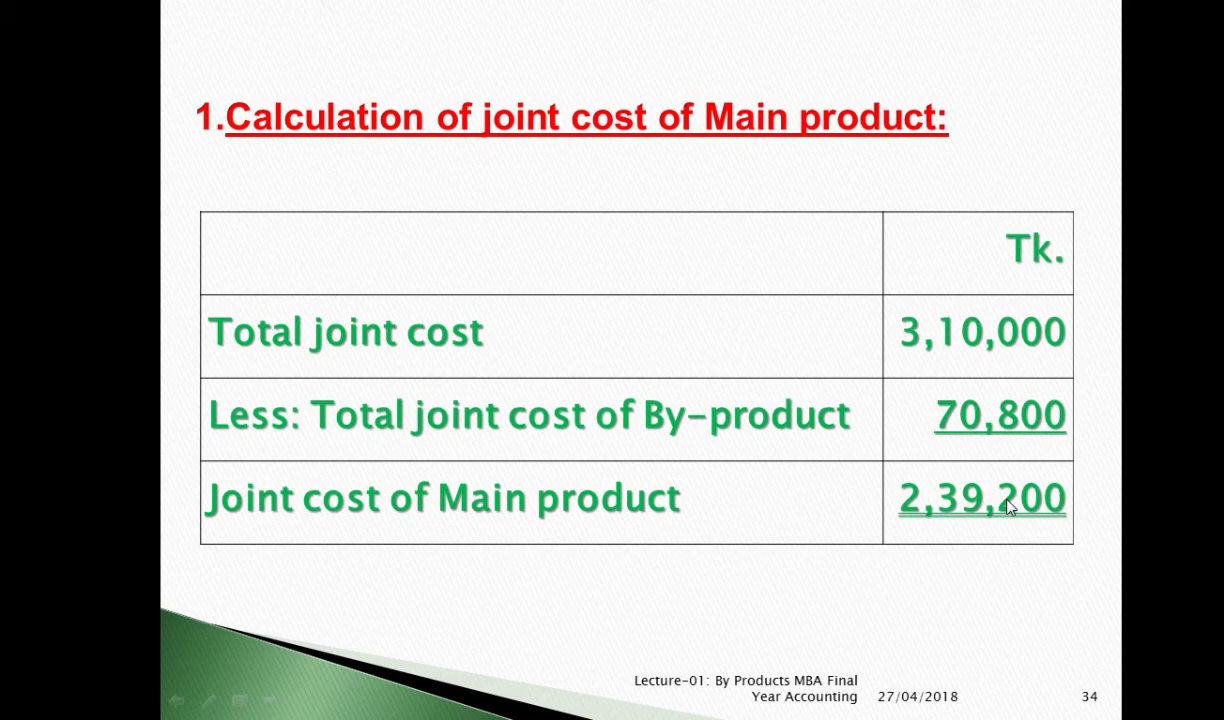 1.Calculation of joint cost of Main product:
Tk.
Total joint cost 3,10,000
Less: Total joint cost of By-product 70,800
Joint cost of Main product 2,39,200
Lecture-01: By Products MBA Final
Year Accounting 27/04/2018 34